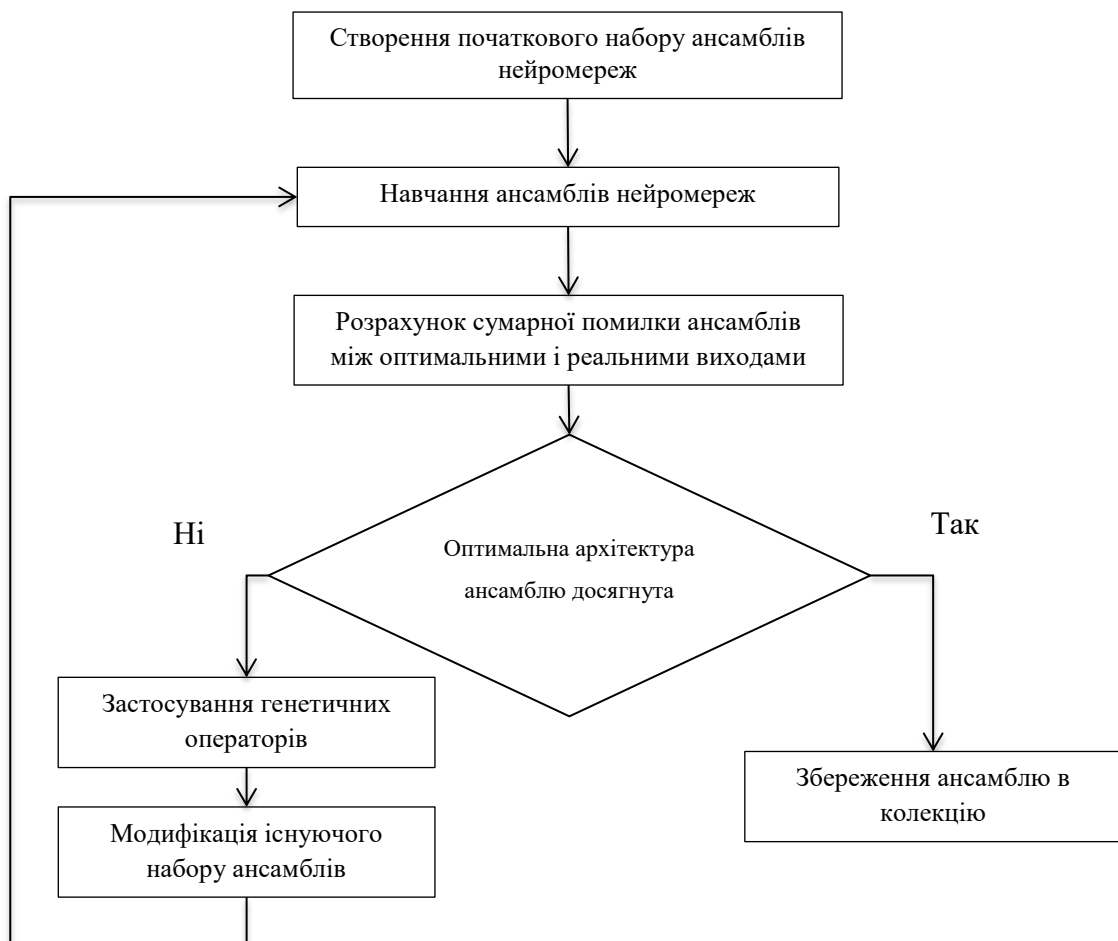 Створення початкового набору ансамблів
нейромереж
Навчання ансамблів нейромереж
Розрахунок сумарної помилки ансамблів
між оптимальними і реальними виходами
Ні
Так
Оптимальна архітектура
ансамблю досягнута
Застосування генетичних
операторів
Збереження ансамблю в
колекцію
Модифікація існуючого
набору ансамблів